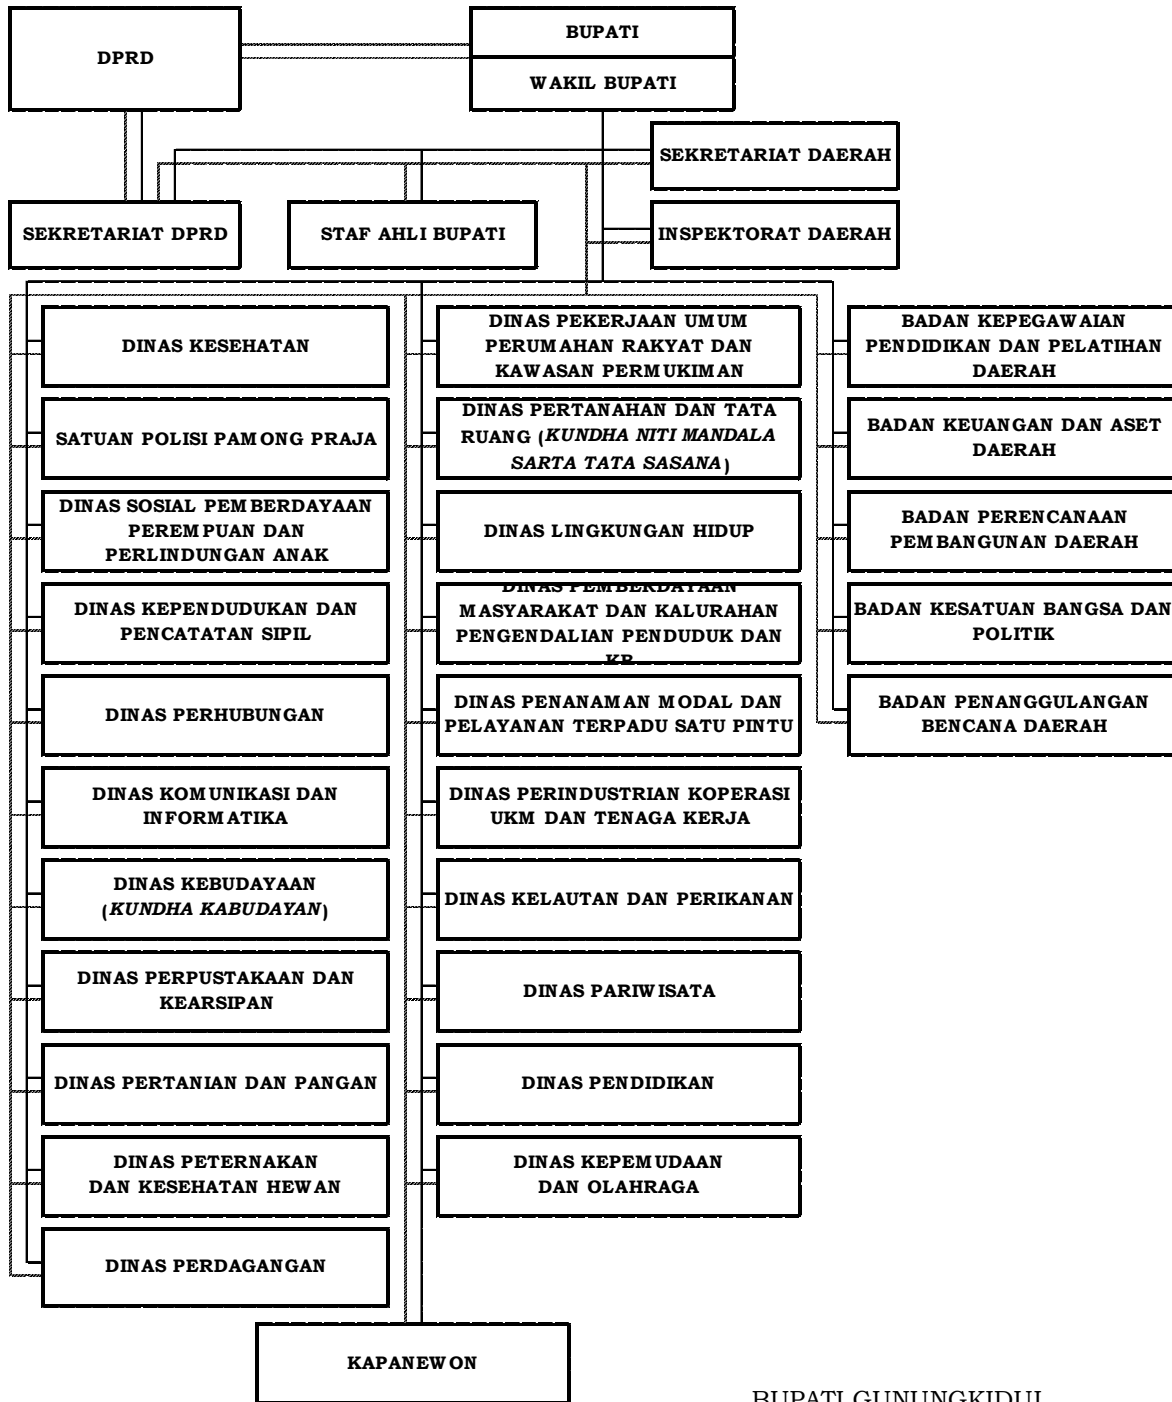 DPRD
BUPATI
WAKIL BUPATI
SEKRETARIAT DAERAH
SEKRETARIAT DPRD
STAF AHLI BUPATI
INSPEKTORAT DAERAH
DINAS KESEHATAN
SATUAN POLISI PAMONG PRAJA
DINAS SOSIAL PEMBERDAYAAN
PEREMPUAN DAN
PERLINDUNGAN ANAK
DINAS KEPENDUDUKAN DAN
PENCATATAN SIPIL
DINAS PERHUBUNGAN
DINAS KOMUNIKASI DAN
INFORMATIKA
DINAS KEBUDAYAAN
(KUNDHA KABUDAYAN)
DINAS PERPUSTAKAAN DAN
KEARSIPAN
DINAS PERTANIAN DAN PANGAN
DINAS PETERNAKAN
DAN KESEHATAN HEWAN
DINAS PERDAGANGAN
DINAS PEKERJAAN UMUM
PERUMAHAN RAKYAT DAN
KAWASAN PERMUKIMAN
DINAS PERTANAHAN DAN TATA
RUANG (KUNDHA NITI MANDALA
SARTA TATA SASANA)
DINAS LINGKUNGAN HIDUP
DINAS PEMBERDAYAAN
MASYARAKAT DAN KALURAHAN
PENGENDALIAN PENDUDUK DAN
KB
DINAS PENANAMAN MODAL DAN
PELAYANAN TERPADU SATU PINTU
DINAS PERINDUSTRIAN KOPERASI
UKM DAN TENAGA KERJA
DINAS KELAUTAN DAN PERIKANAN
DINAS PARIWISATA
DINAS PENDIDIKAN
DINAS KEPEMUDAAN
DAN OLAHRAGA
BADAN KEPEGAWAIAN
PENDIDIKAN DAN PELATIHAN
DAERAH
BADAN KEUANGAN DAN ASET
DAERAH
BADAN PERENCANAAN
PEMBANGUNAN DAERAH
BADAN KESATUAN BANGSA DAN
POLITIK
BADAN PENANGGULANGAN
BENCANA DAERAH
KAPANEWON
BUPATI GUNUNGKIDUL